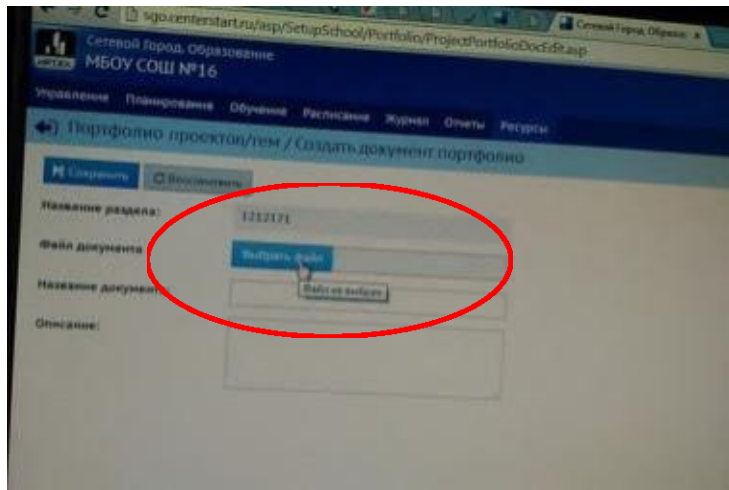 sgo.centerstart.ru/asp/SetupSchool/Portfolio/ProjectPortfolioDocEdit.asp
Сетевой Город. Образование
МБОУ СОШ №16
Управление Планирование Обучение Расписание Журнал Отчеты Ресурсы
Портфолио проектов/тем / Создать документ портфолио
Сохранить Восстановить
Название раздела: 1212171
Файл документа Выбрать файл
Файл не выбран
Название документа:
Описание: